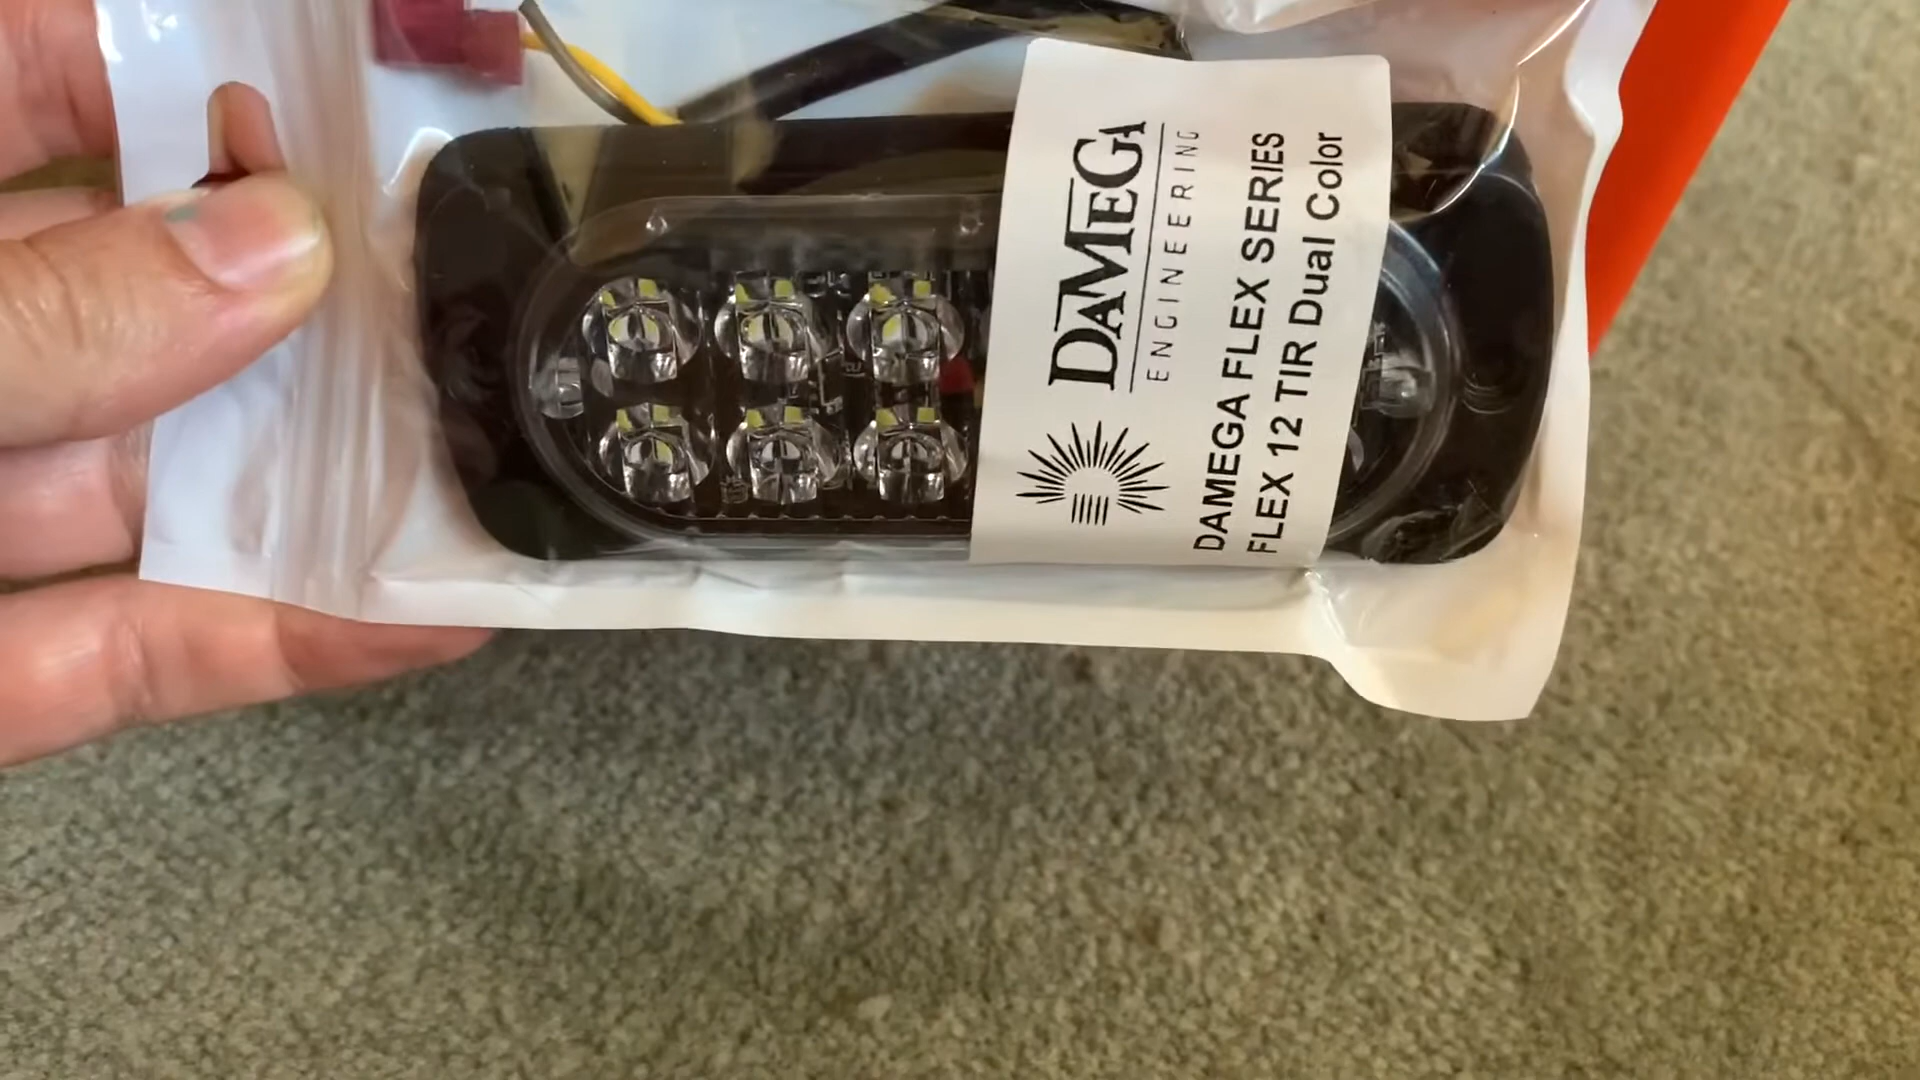 DAMEGA
ENGINEERING
DAMEGA FLEX SERIES
FLEX 12 TIR Dual Color